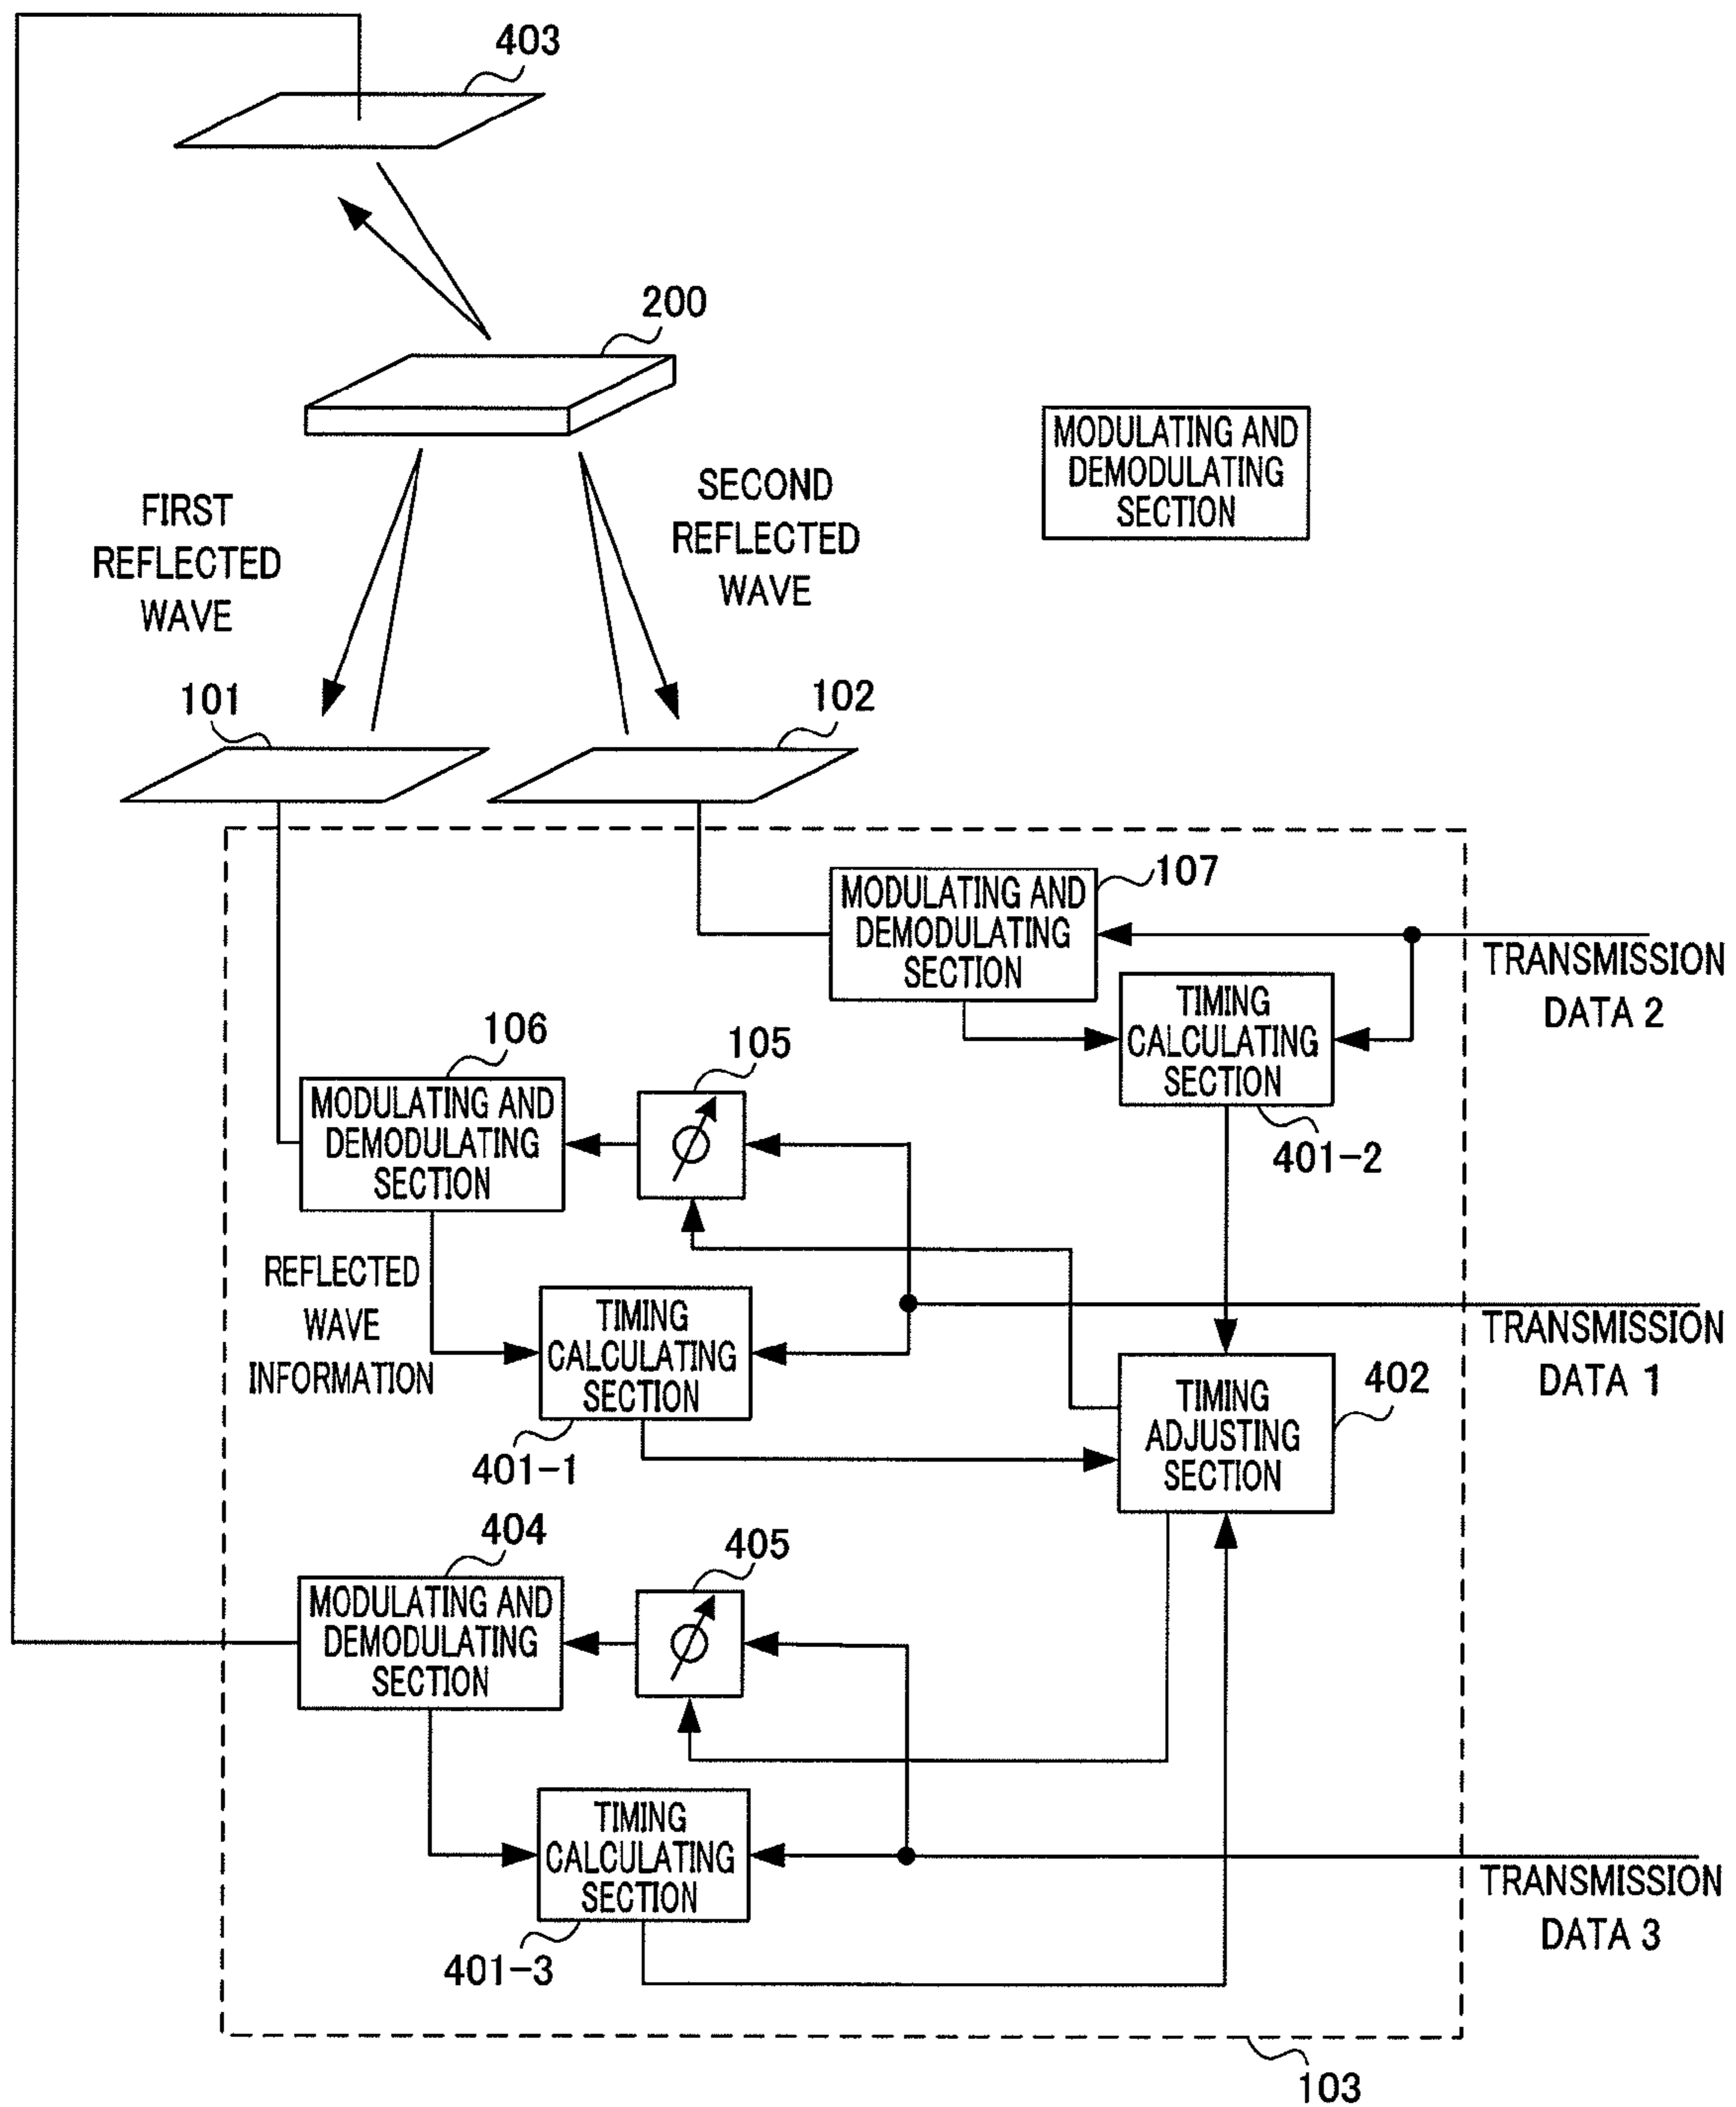 403
200
MODULATING AND
DEMODULATING
SECTION
FIRST
REFLECTED
WAVE
SECOND
REFLECTED
WAVE
101
102
107
MODULATING AND
DEMODULATING
SECTION
TRANSMISSION
DATA 2
TIMING
CALCULATING
SECTION
401-2
106
105
MODULATING AND
DEMODULATING
SECTION
REFLECTED
WAVE
INFORMATION
TIMING
CALCULATING
SECTION
401-1
TRANSMISSION
DATA 1
402
TIMING
ADJUSTING
SECTION
404
405
MODULATING AND
DEMODULATING
SECTION
TIMING
CALCULATING
SECTION
401-3
TRANSMISSION
DATA 3
103